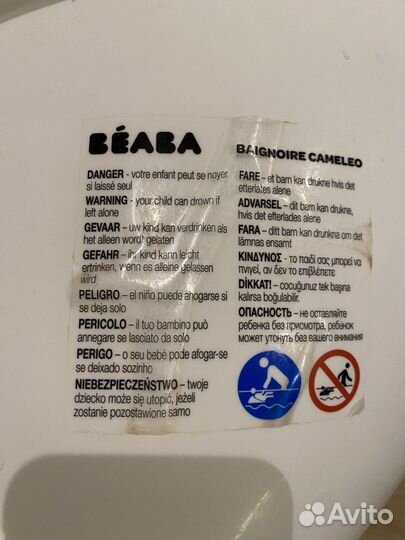 BÉABA
DANGER - votre enfant peut se noyer
si laissé seul
WARNING - your child can drown if
left alone
GEVAAR – uw kind kan verdrinken als
het alleen wordt gelaten
GEFAHR – ihr kind kann leicht
ertrinken, wenn es alleine gelassen
wird
PELIGRO – el niño puede ahogarse si
se deja solo
PERICOLO – il tuo bambino può
annegare se lasciato da solo
PERIGO – o seu bebé pode afogar-se
se deixado sozinho
NIEBEZPIECZEŃSTWO – twoje
dziecko może się utopić, jeżeli
zostanie pozostawione samo
BAIGNOIRE CAMELEO
FARE – et barn kan drukne hvis det
etterlates alene
ADVARSEL – dit barn kan drukne,
hvis det efterlades alene
FARA – ditt barn kan drunkna om det
lämnas ensamt
ΚΙΝΔΥΝΟΣ - το παιδί σας μπορεί να
πνιγεί, αν δεν το επιβλέπετε
DİKKAT! – cocuğunuz tek başına
kalırsa boğulabilir.
ОПАСНОСТЬ – не оставляйте
ребенка без присмотра, ребёнок
может утонуть без вашего внимания
Avito